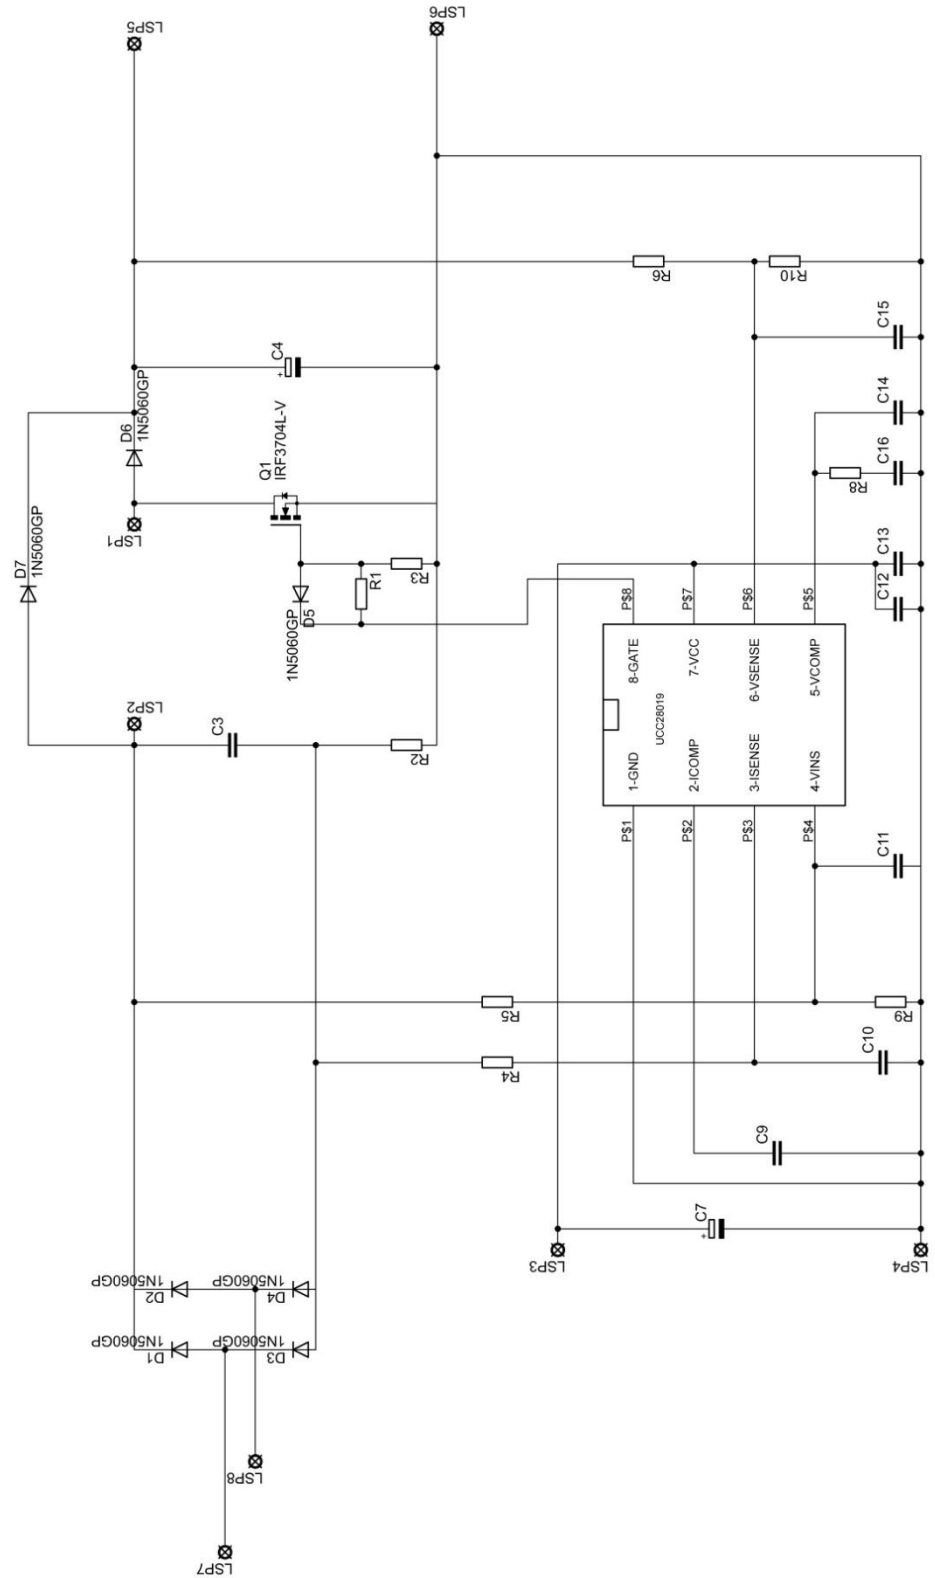 LSP5
LSP6
C4
D6
1N5060GP
Q1
IRF3704L-V
LSP1
D7
1N5060GP
R1
R3
D5
1N5060GP
LSP2
C3
R2
R6
R10
C15
C14
C16
R8
C13
C12
P$8
P$7
P$6
P$5
8-GATE
7-VCC
6-VSENSE
5-VCOMP
UCC28019
1-GND
2-ICOMP
3-ISENSE
4-VINS
P$1
P$2
P$3
P$4
C11
R5
R9
R4
C10
C9
C7
LSP3
LSP4
D2
1N5060GP
D4
1N5060GP
D1
1N5060GP
D3
1N5060GP
LSP8
LSP7